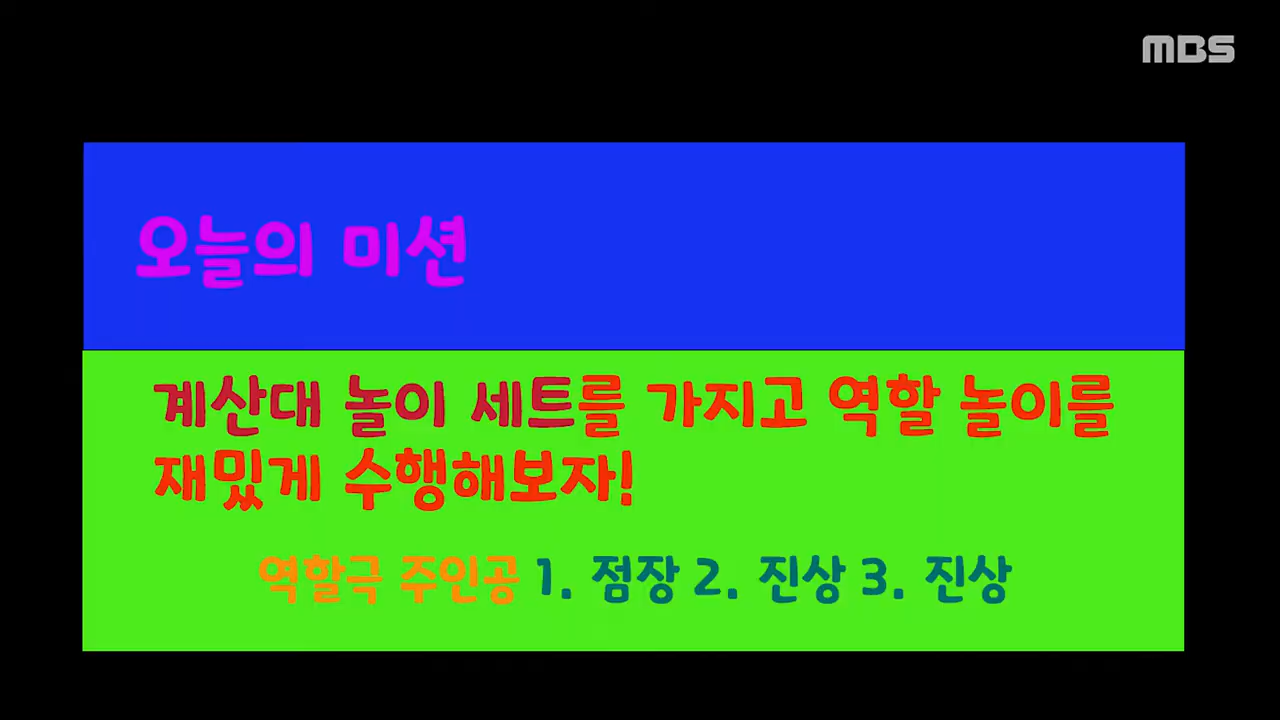 MBS
오늘의 미션
계산대 놀이 세트를 가지고 역할 놀이를
재밌게 수행해보자!
역할극 주인공 1. 점장 2. 진상 3. 진상